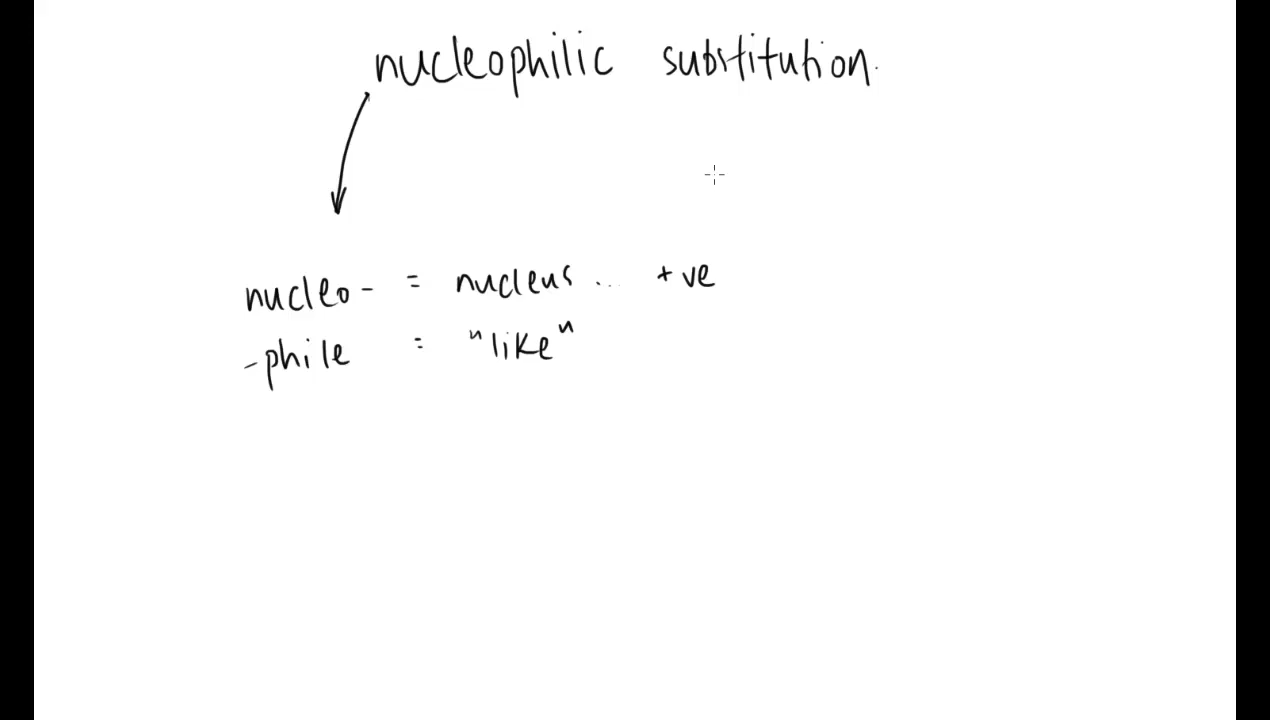 nucleophilic substitution.
nucleo- = nucleus ... +ve
-phile = "like"